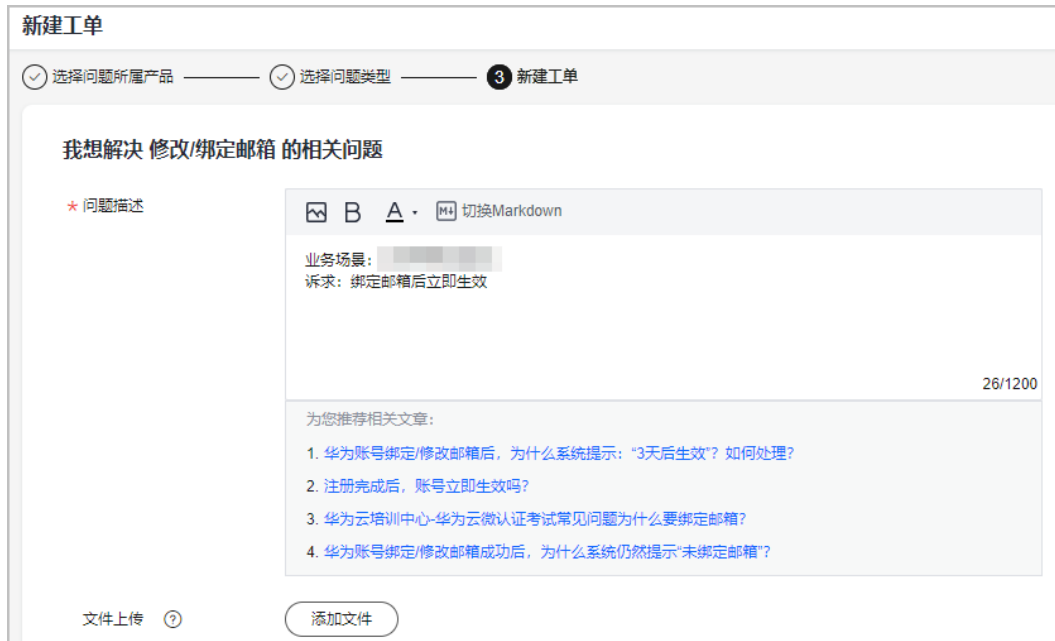 新建工单
选择问题所属产品 选择问题类型 3 新建工单
我想解决 修改/绑定邮箱 的相关问题
* 问题描述
B A 切换Markdown
业务场景：
诉求：绑定邮箱后立即生效
26/1200
为您推荐相关文章：
1. 华为账号绑定/修改邮箱后，为什么系统提示：“3天后生效”？如何处理？
2. 注册完成后，账号立即生效吗？
3. 华为云培训中心-华为云微认证考试常见问题为什么要绑定邮箱？
4. 华为账号绑定/修改邮箱成功后，为什么系统仍然提示“未绑定邮箱”？
文件上传 ? 添加文件